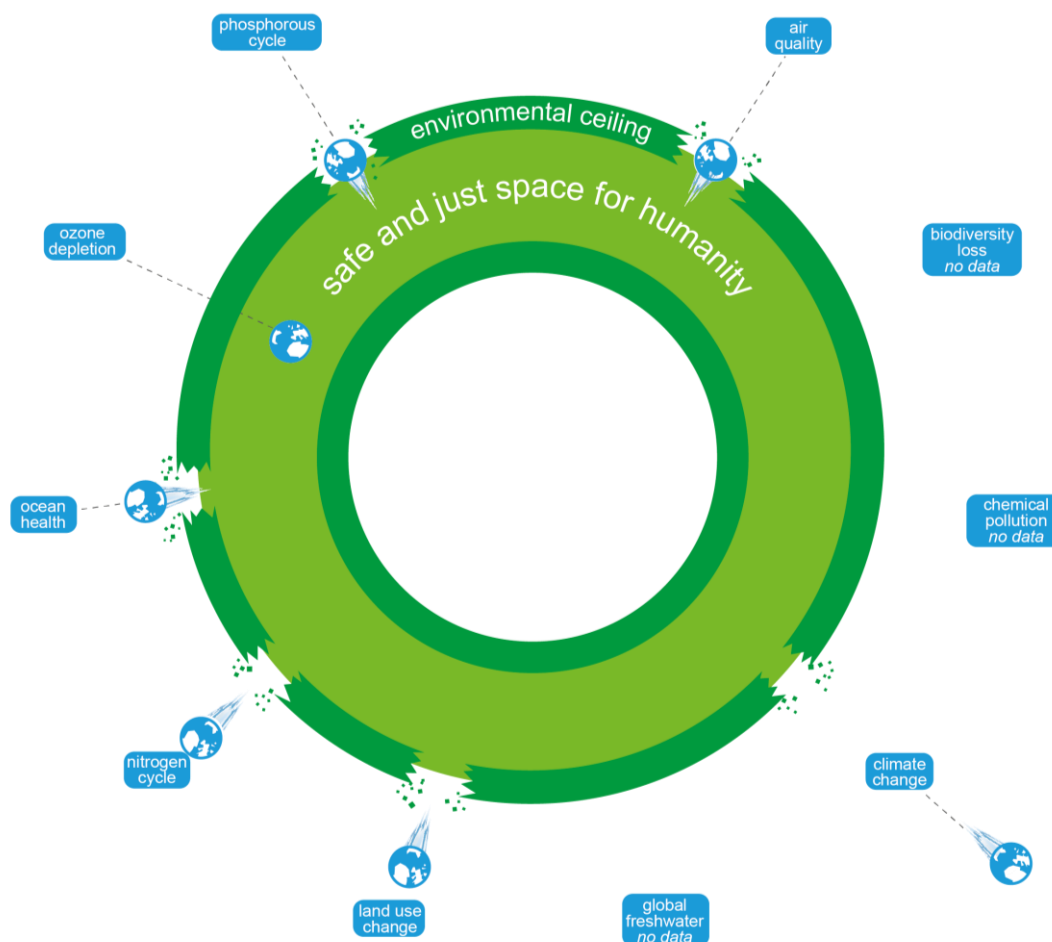 phosphorous
cycle
air
quality
environmental ceiling
safe and just space for humanity
ozone
depletion
biodiversity
loss
no data
ocean
health
chemical
pollution
no data
nitrogen
cycle
climate
change
land use
change
global
freshwater
no data